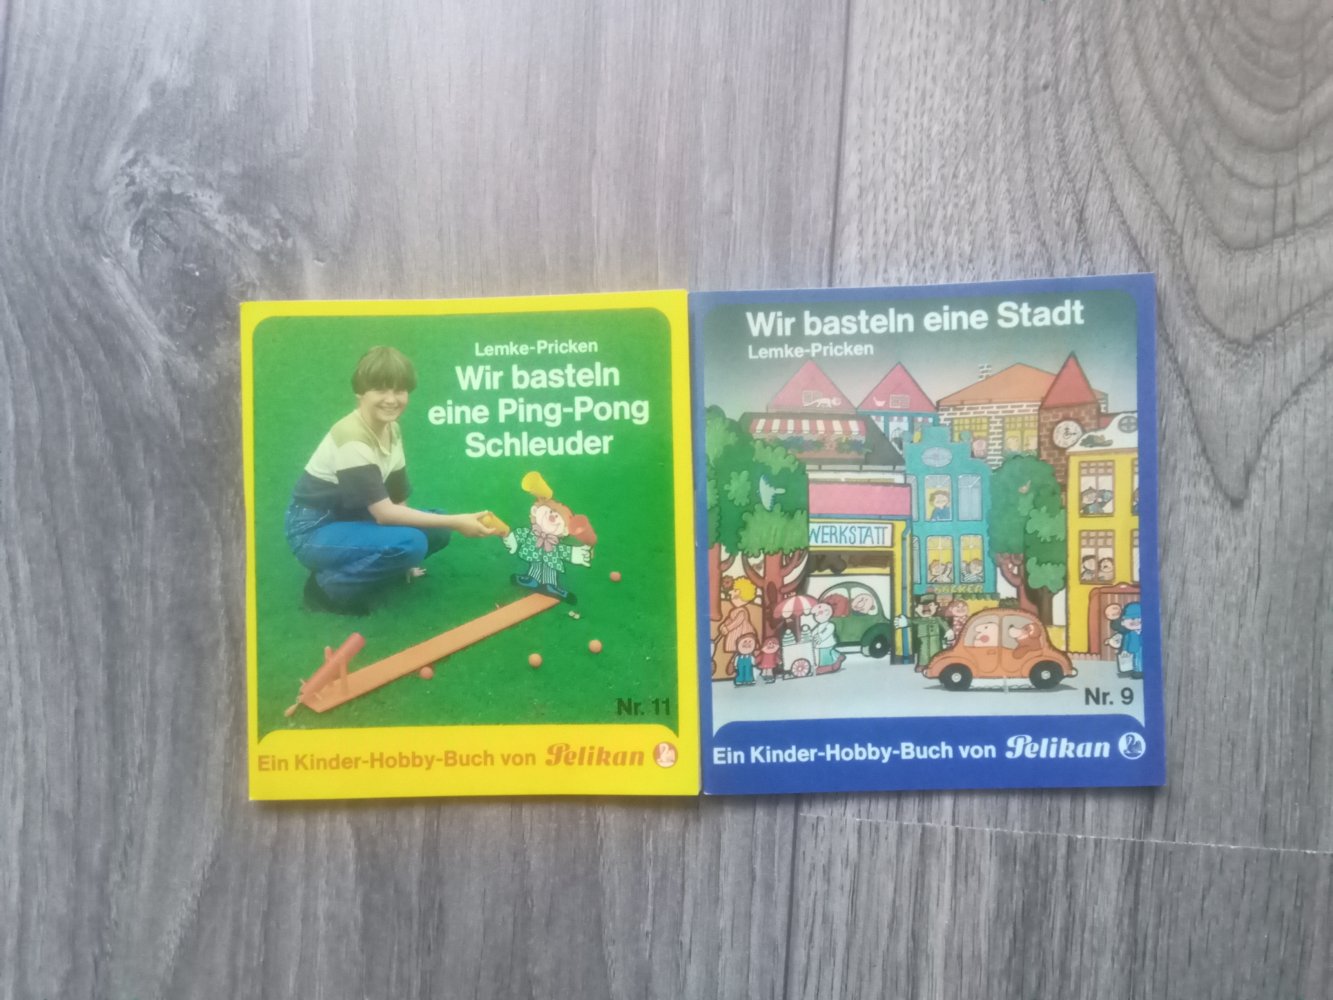 Lemke-Pricken
Wir basteln
eine Ping-Pong
Schleuder
Nr. 11
Ein Kinder-Hobby-Buch von Pelikan
Wir basteln eine Stadt
Lemke-Pricken
WERKSTATT
Nr. 9
Ein Kinder-Hobby-Buch von Pelikan